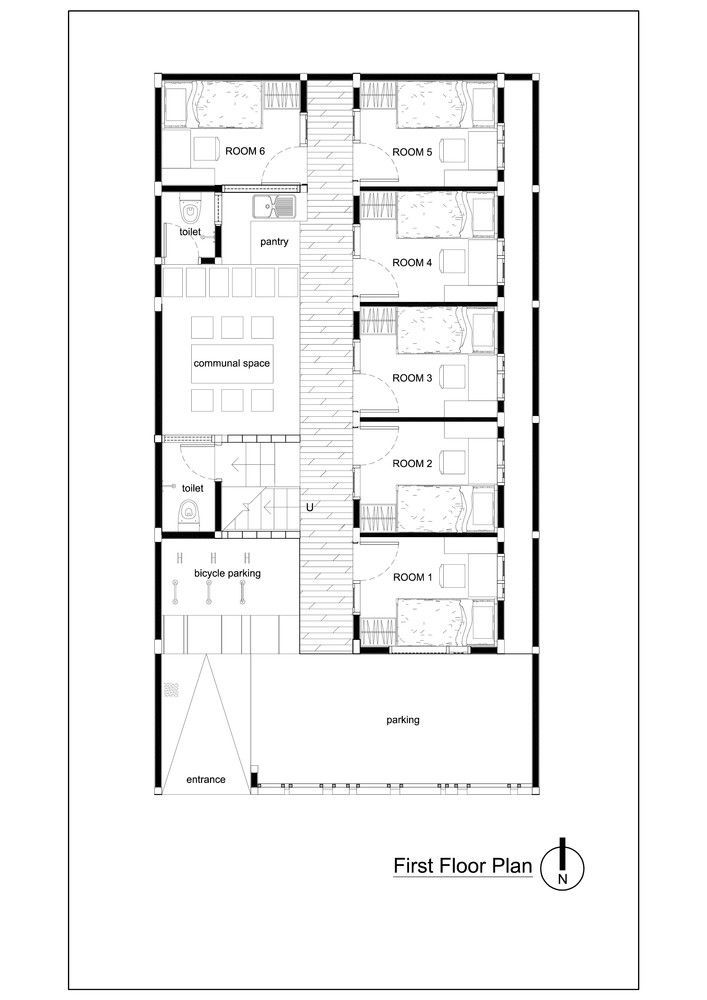 ROOM 6
ROOM 5
toilet
pantry
ROOM 4
communal space
ROOM 3
ROOM 2
toilet
U
bicycle parking
ROOM 1
parking
entrance
First Floor Plan
N